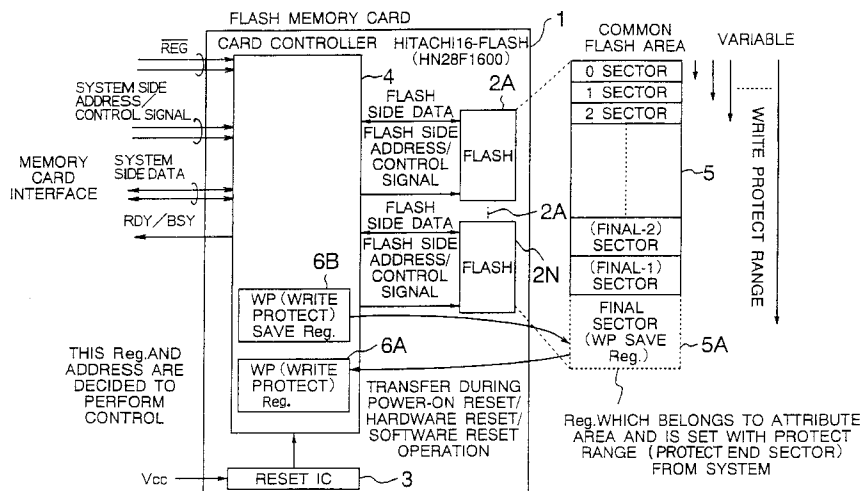 FLASH MEMORY CARD
1
CARD CONTROLLER
HITACHI16-FLASH
(HN28F1600)
4
REG
SYSTEM SIDE
ADDRESS/
CONTROL SIGNAL
MEMORY
CARD
INTERFACE
SYSTEM
SIDE DATA
RDY/BSY
FLASH
SIDE DATA
FLASH SIDE
ADDRESS/
CONTROL
SIGNAL
2A
FLASH
2A
FLASH
SIDE DATA
FLASH SIDE
ADDRESS/
CONTROL
SIGNAL
FLASH
2N
6B
WP (WRITE
PROTECT)
SAVE Reg.
6A
WP (WRITE
PROTECT)
Reg.
THIS Reg.AND
ADDRESS ARE
DECIDED TO
PERFORM
CONTROL
TRANSFER DURING
POWER-ON RESET/
HARDWARE RESET/
SOFTWARE RESET
OPERATION
Vcc
RESET IC
3
COMMON
FLASH AREA
VARIABLE
0 SECTOR
1 SECTOR
2 SECTOR
5
(FINAL-2)
SECTOR
(FINAL-1)
SECTOR
FINAL
SECTOR
(WP SAVE
Reg.)
5A
WRITE PROTECT RANGE
Reg.WHICH BELONGS TO ATTRIBUTE
AREA AND IS SET WITH PROTECT
RANGE (PROTECT END SECTOR)
FROM SYSTEM